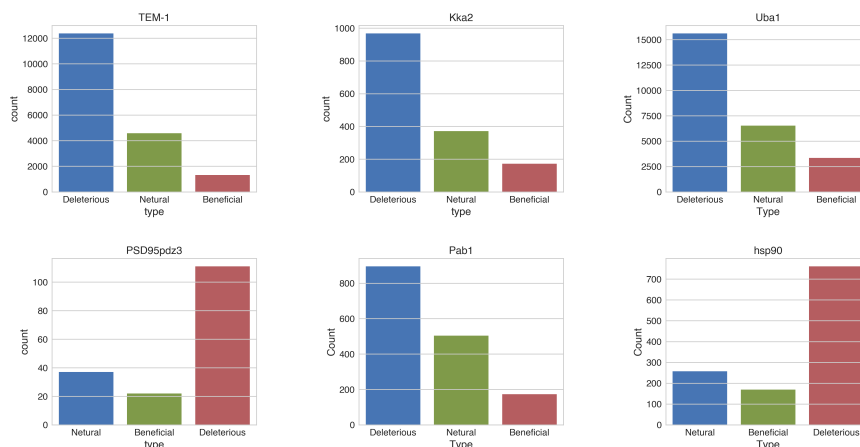 TEM-1
12000
10000
8000
6000
4000
2000
0
count
Deleterious Netural Beneficial
type
Kka2
1000
800
600
400
200
0
count
Deleterious Netural Beneficial
type
Uba1
15000
12500
10000
7500
5000
2500
0
Count
Deleterious Netural Beneficial
Type
PSD95pdz3
100
80
60
40
20
0
count
Netural Beneficial Deleterious
type
Pab1
800
600
400
200
0
Count
Deleterious Netural Beneficial
Type
hsp90
700
600
500
400
300
200
100
0
Count
Netural Beneficial Deleterious
Type